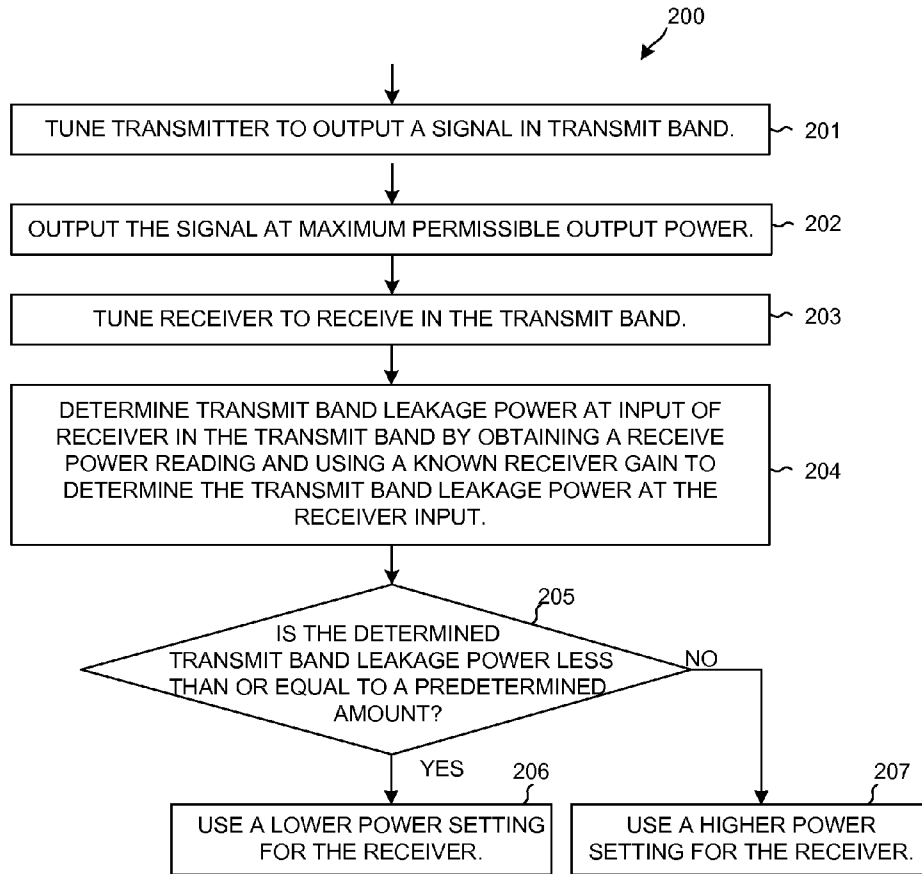 200
TUNE TRANSMITTER TO OUTPUT A SIGNAL IN TRANSMIT BAND.
201
OUTPUT THE SIGNAL AT MAXIMUM PERMISSIBLE OUTPUT POWER.
202
TUNE RECEIVER TO RECEIVE IN THE TRANSMIT BAND.
203
DETERMINE TRANSMIT BAND LEAKAGE POWER AT INPUT OF
RECEIVER IN THE TRANSMIT BAND BY OBTAINING A RECEIVE
POWER READING AND USING A KNOWN RECEIVER GAIN TO
DETERMINE THE TRANSMIT BAND LEAKAGE POWER AT THE
RECEIVER INPUT.
204
205
IS THE DETERMINED
TRANSMIT BAND LEAKAGE POWER LESS
THAN OR EQUAL TO A PREDETERMINED
AMOUNT?
NO
YES
206
USE A LOWER POWER SETTING
FOR THE RECEIVER.
207
USE A HIGHER POWER
SETTING FOR THE RECEIVER.